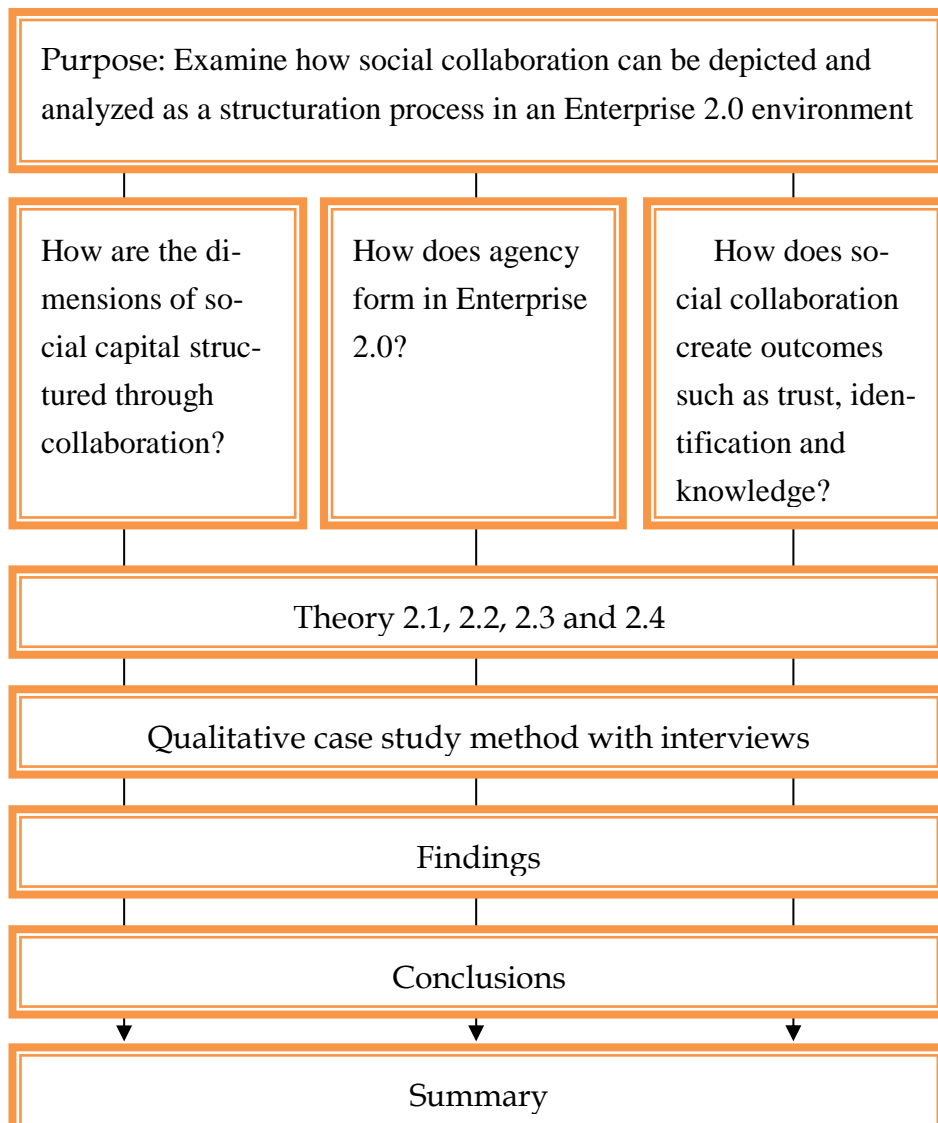 Purpose: Examine how social collaboration can be depicted and
analyzed as a structuration process in an Enterprise 2.0 environment
How are the di-
mensions of so-
cial capital struc-
tured through
collaboration?
How does agency
form in Enterprise
2.0?
How does so-
cial collaboration
create outcomes
such as trust, iden-
tification and
knowledge?
Theory 2.1, 2.2, 2.3 and 2.4
Qualitative case study method with interviews
Findings
Conclusions
Summary